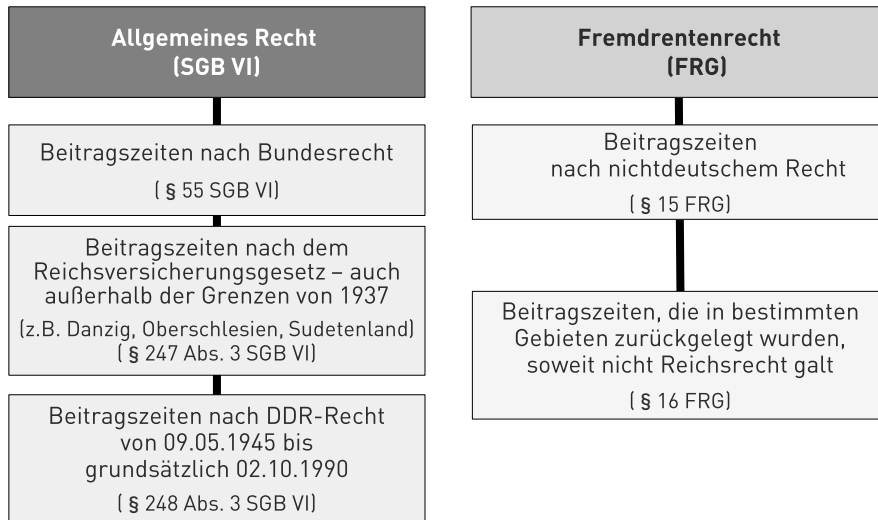 Allgemeines Recht
(SGB VI)
Beitragszeiten nach Bundesrecht
( § 55 SGB VI)
Beitragszeiten nach dem
Reichsversicherungsgesetz – auch
außerhalb der Grenzen von 1937
(z.B. Danzig, Oberschlesien, Sudetenland)
( § 247 Abs. 3 SGB VI)
Beitragszeiten nach DDR-Recht
von 09.05.1945 bis
grundsätzlich 02.10.1990
( § 248 Abs. 3 SGB VI)
Fremdrentenrecht
(FRG)
Beitragszeiten
nach nichtdeutschem Recht
( § 15 FRG)
Beitragszeiten, die in bestimmten
Gebieten zurückgelegt wurden,
soweit nicht Reichsrecht galt
( § 16 FRG)